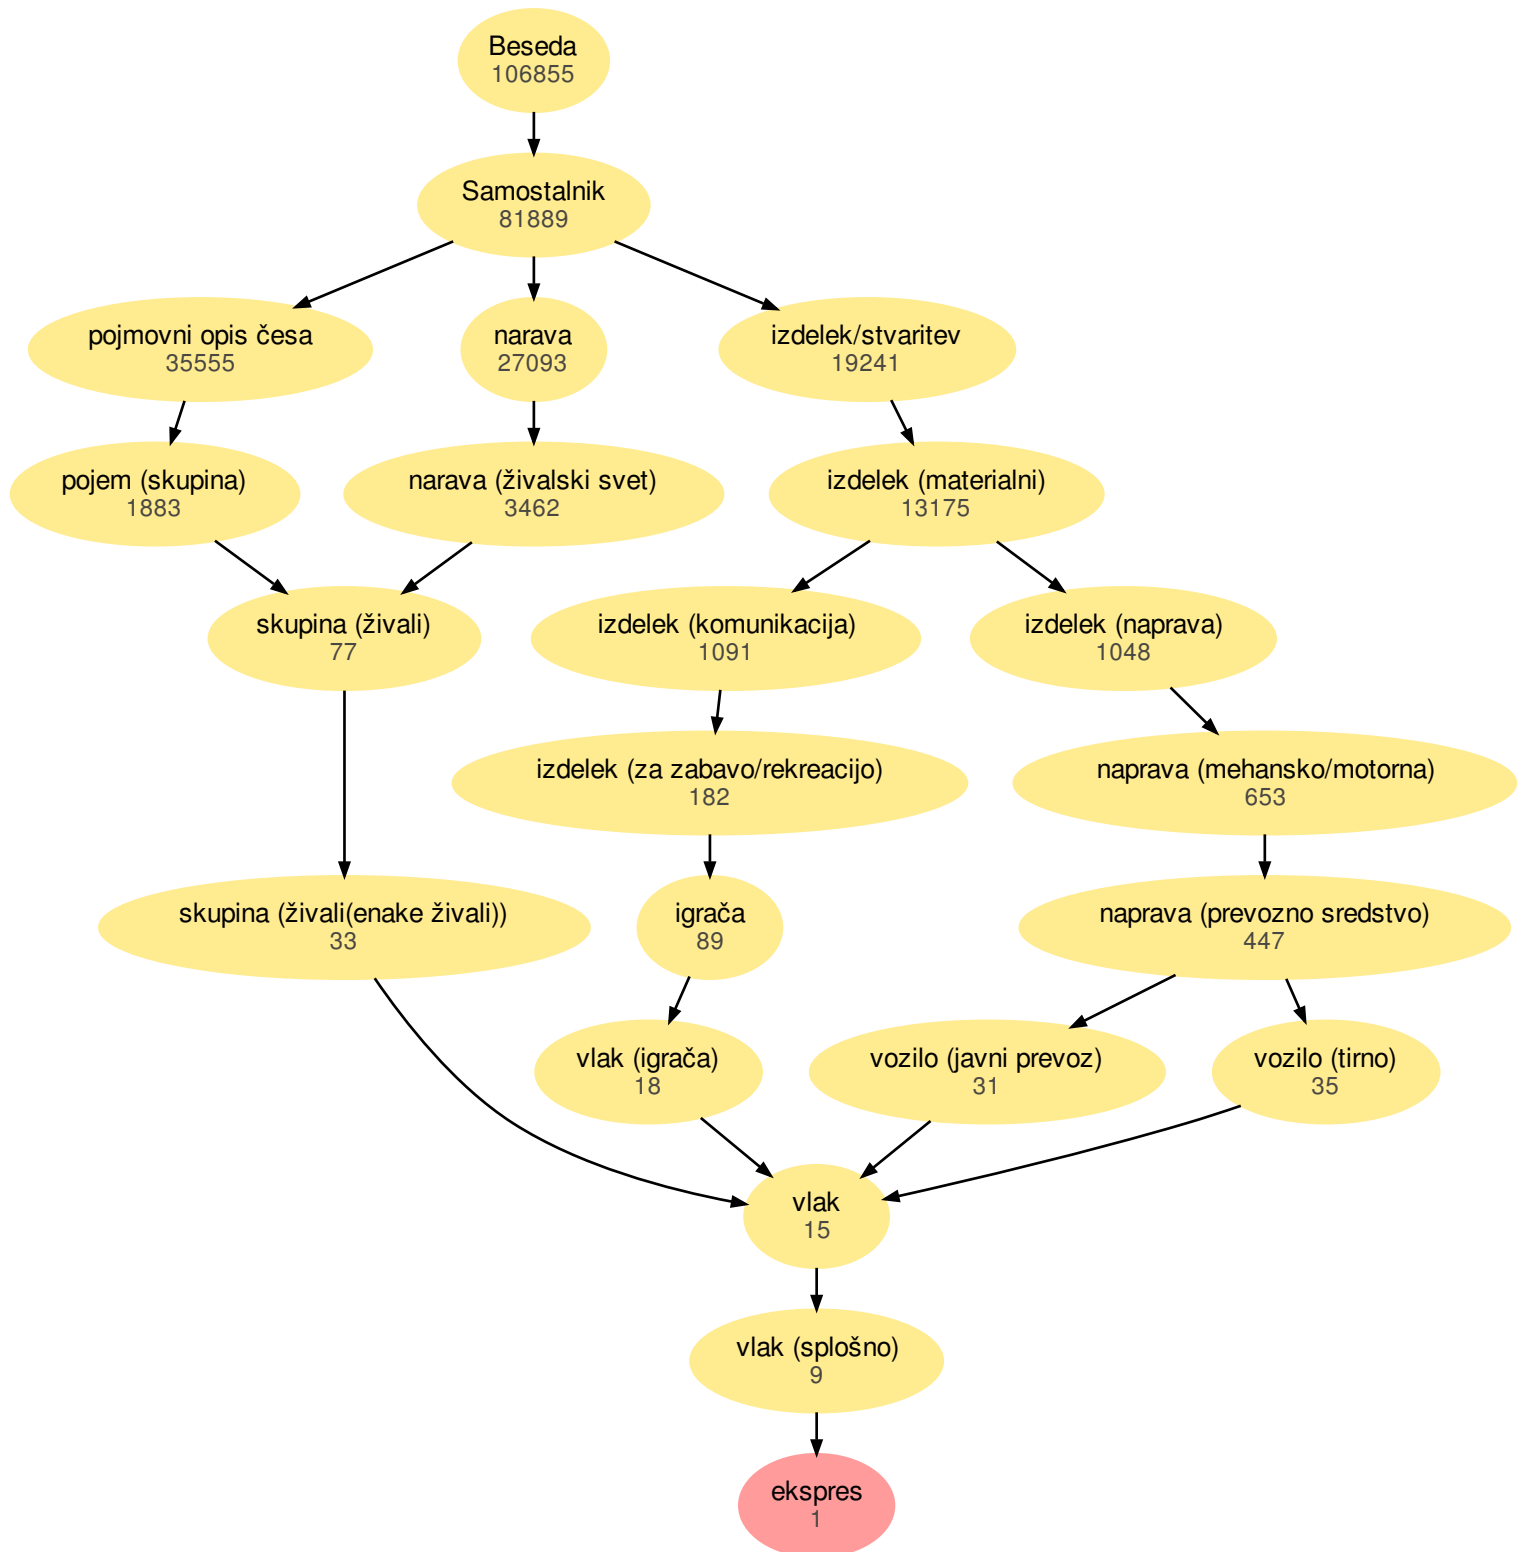 Beseda
106855
Samostalnik
81889
pojmovni opis česa
35555
narava
27093
izdelek/stvaritev
19241
pojem (skupina)
1883
narava (živalski svet)
3462
izdelek (materialni)
13175
skupina (živali)
77
izdelek (komunikacija)
1091
izdelek (naprava)
1048
izdelek (za zabavo/rekreacijo)
182
naprava (mehansko/motorna)
653
skupina (živali(enake živali))
33
igrača
89
naprava (prevozno sredstvo)
447
vlak (igrača)
18
vozilo (javni prevoz)
31
vozilo (tirno)
35
vlak
15
vlak (splošno)
9
ekspres
1